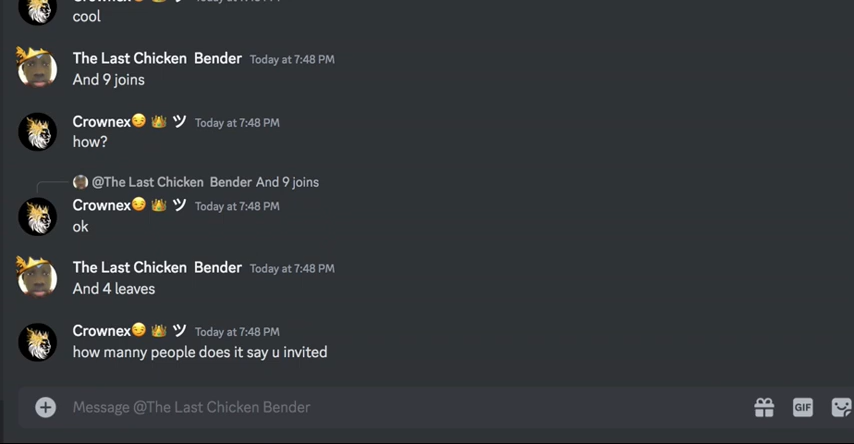 cool
The Last Chicken Bender Today at 7:48 PM
And 9 joins
Crownex😏 👑 ツ Today at 7:48 PM
how?
@The Last Chicken Bender And 9 joins
Crownex😏 👑 ツ Today at 7:48 PM
ok
The Last Chicken Bender Today at 7:48 PM
And 4 leaves
Crownex😏 👑 ツ Today at 7:48 PM
how manny people does it say u invited
Message @The Last Chicken Bender
GIF